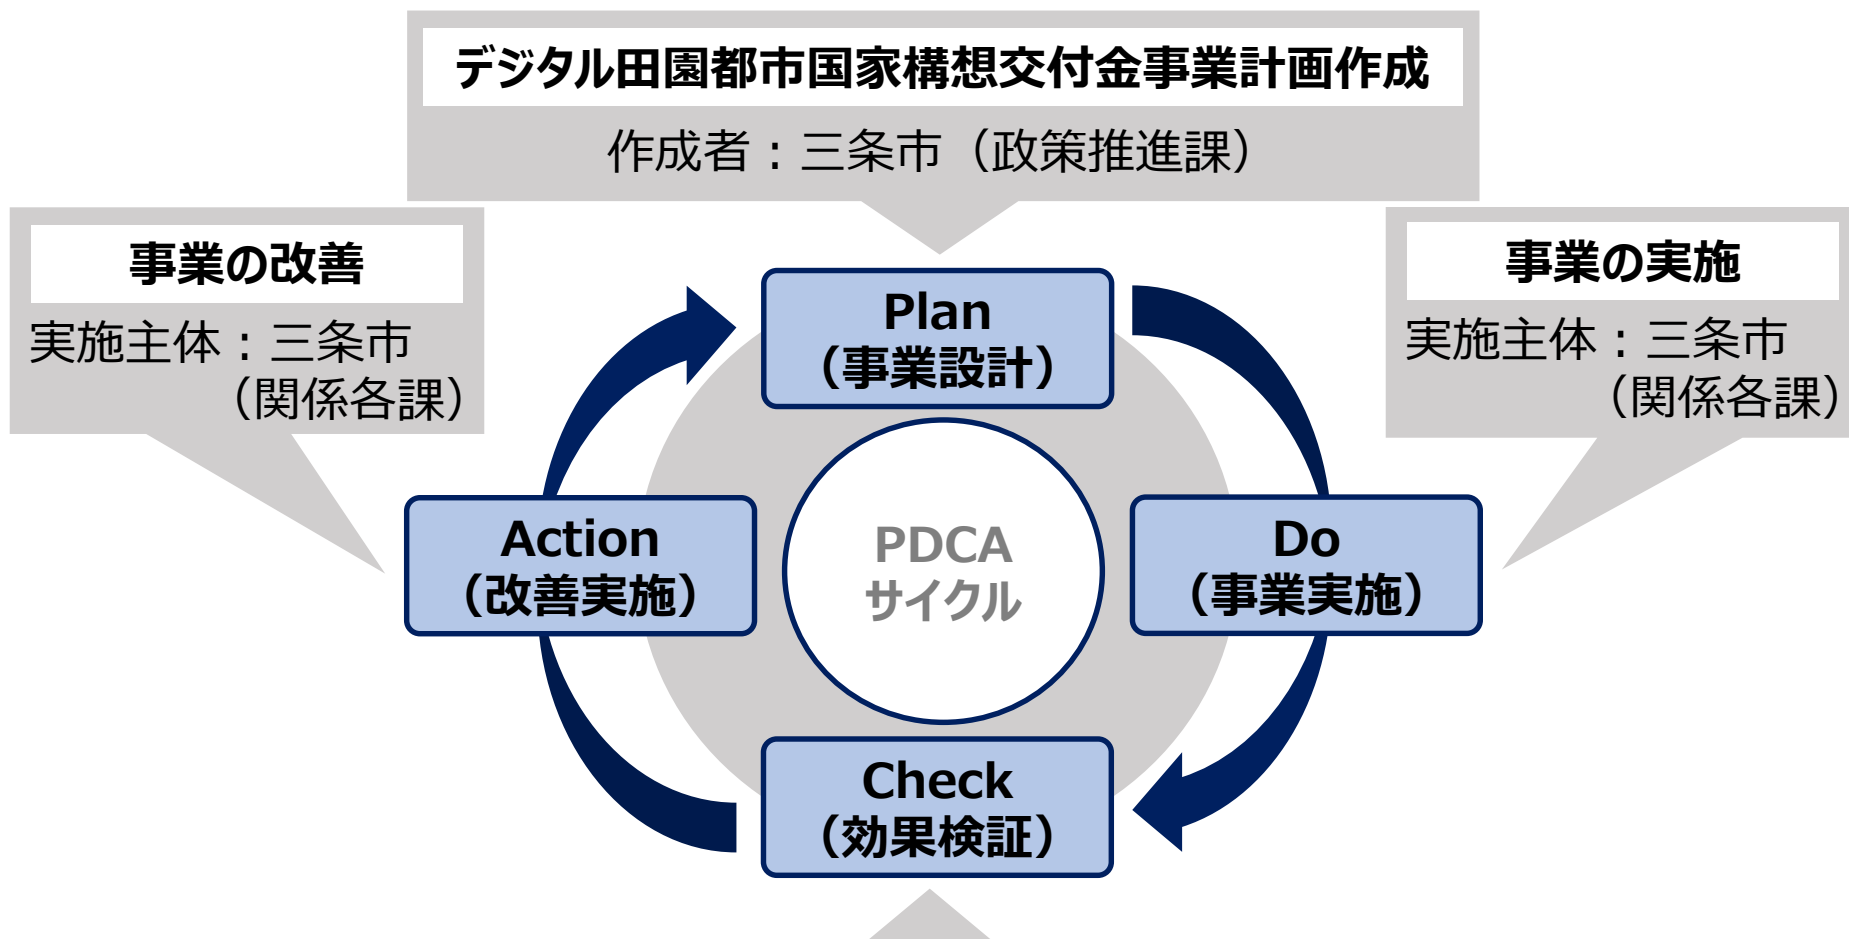 デジタル田園都市国家構想交付金事業計画作成
作成者：三条市（政策推進課）
事業の改善
実施主体：三条市
（関係各課）
事業の実施
実施主体：三条市
（関係各課）
Plan
（事業設計）
Action
（改善実施）
PDCA
サイクル
Do
（事業実施）
Check
（効果検証）